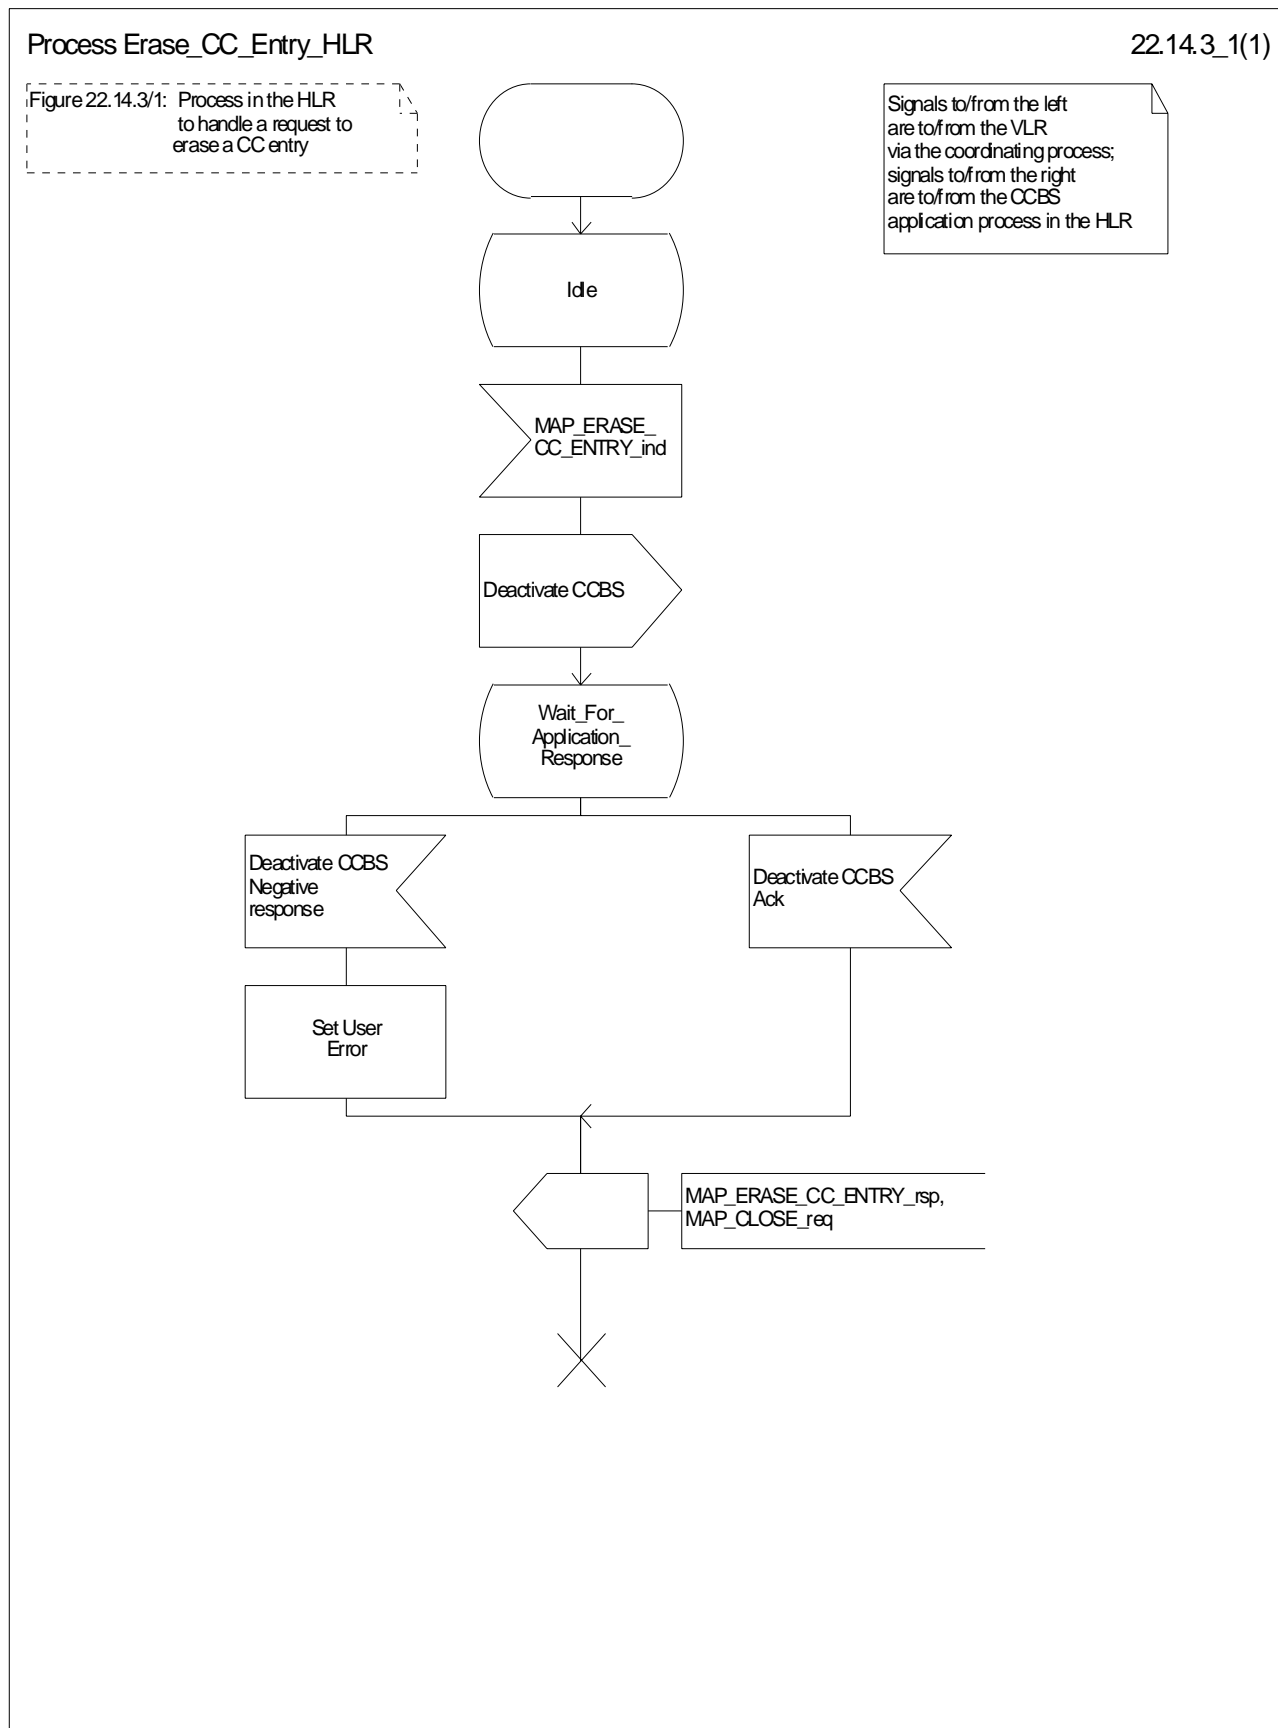 Process Erase_CC_Entry_HLR
22.14.3_1(1)
Figure 22.14.3/1: Process in the HLR
to handle a request to
erase a CC entry
Signals to/from the left
are to/from the VLR
via the coordinating process;
signals to/from the right
are to/from the CCBS
application process in the HLR
Idle
MAP_ERASE_
CC_ENTRY_ind
Deactivate CCBS
Wait_For_
Application_
Response
Deactivate CCBS
Negative
response
Deactivate CCBS
Ack
Set User
Error
MAP_ERASE_CC_ENTRY_rsp,
MAP_CLOSE_req